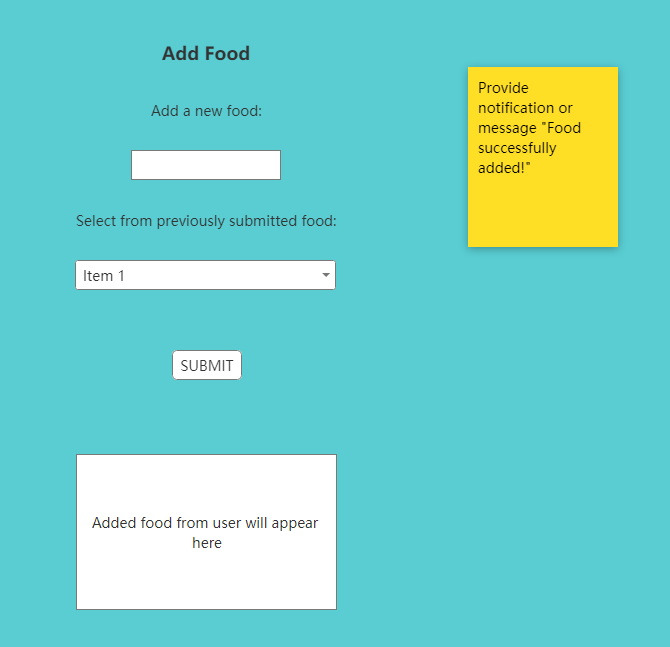 Add Food
Add a new food:
Select from previously submitted food:
Item 1
SUBMIT
Added food from user will appear
here
Provide
notification or
message "Food
successfully
added!"